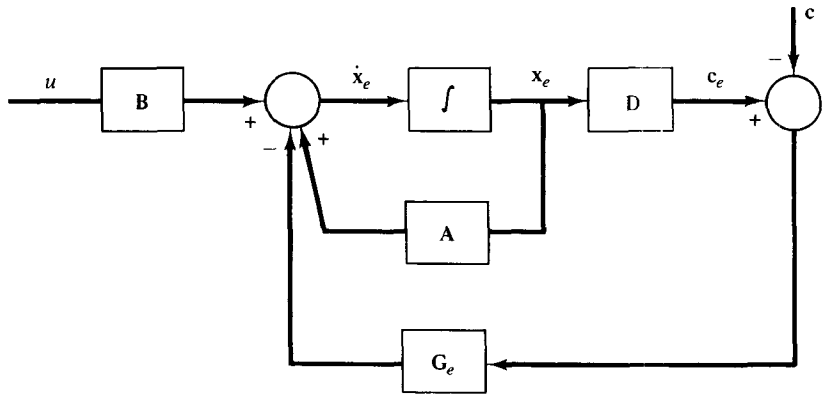 c
u
B
ẋₑ
∫
xₑ
D
cₑ
−
+
+
−
+
A
Gₑ